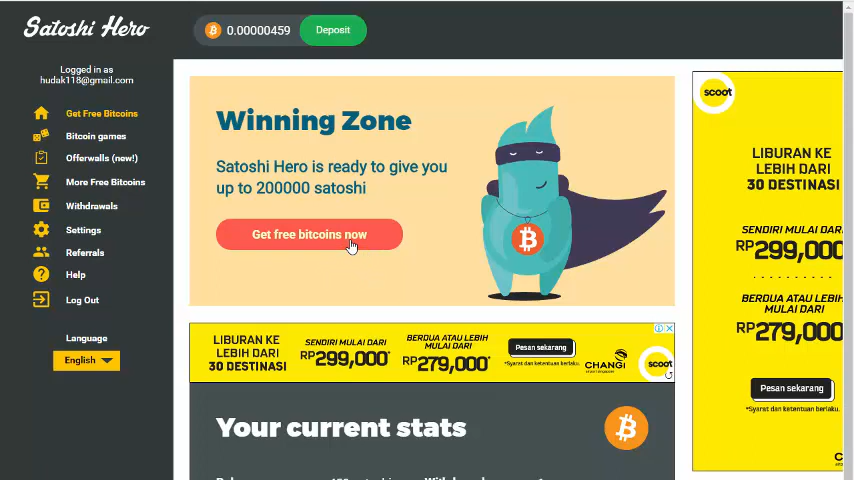 Satoshi Hero
0.00000459
Deposit
Logged in as
hudak118@gmail.com
Get Free Bitcoins
Bitcoin games
Offerwalls (new!)
More Free Bitcoins
Withdrawals
Settings
Referrals
Help
Log Out
Language
English
Winning Zone
Satoshi Hero is ready to give you
up to 200000 satoshi
Get free bitcoins now
LIBURAN KE
LEBIH DARI
30 DESTINASI
SENDIRI MULAI DARI
RP299,000*
BERDUA ATAU LEBIH
MULAI DARI
RP279,000*
Pesan sekarang
*Syarat dan ketentuan berlaku.
CHANGI
scoot
Your current stats
scoot
LIBURAN KE
LEBIH DARI
30 DESTINASI
SENDIRI MULAI DARI
RP299,000
BERDUA ATAU LEBIH
MULAI DARI
RP279,000
Pesan sekarang
*Syarat dan ketentuan berlaku.